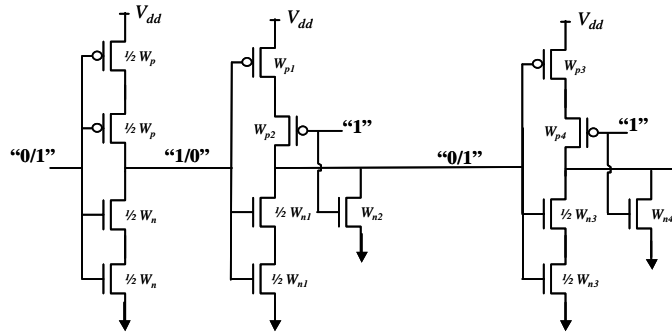 V_dd
½ W_p
½ W_p
"0/1"
½ W_n
½ W_n
"1/0"
V_dd
W_p1
W_p2
"1"
½ W_n1
W_n2
½ W_n1
"0/1"
V_dd
W_p3
W_p4
"1"
½ W_n3
W_n4
½ W_n3